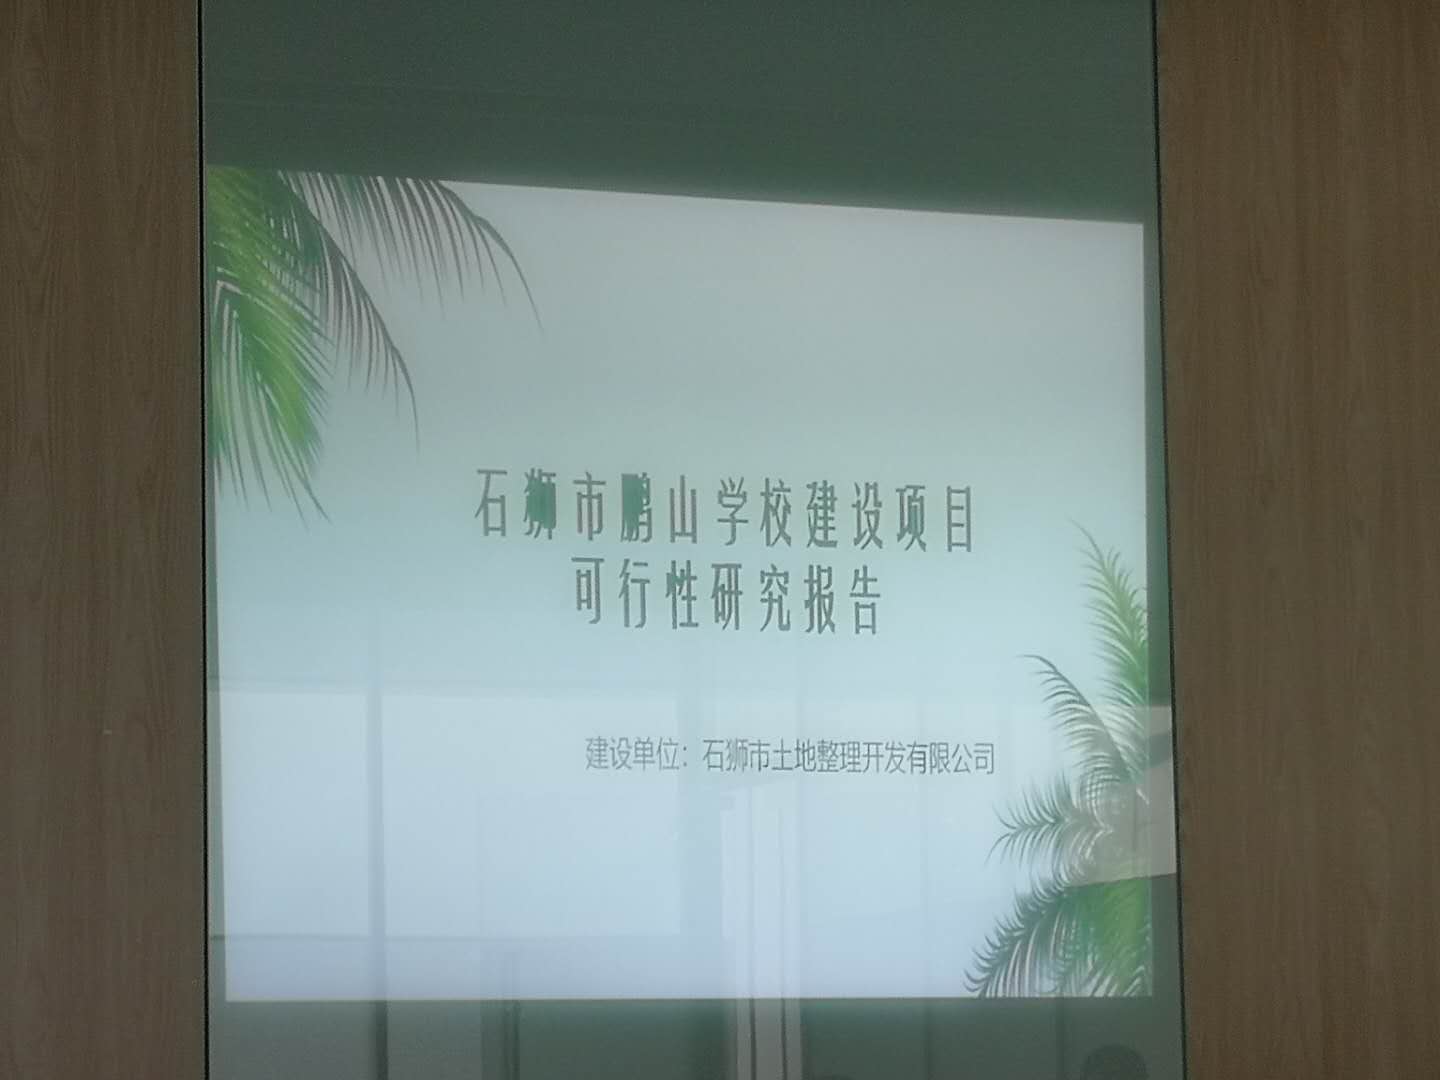 石狮市鹏山学校建设项目
可行性研究报告
建设单位：石狮市土地整理开发有限公司